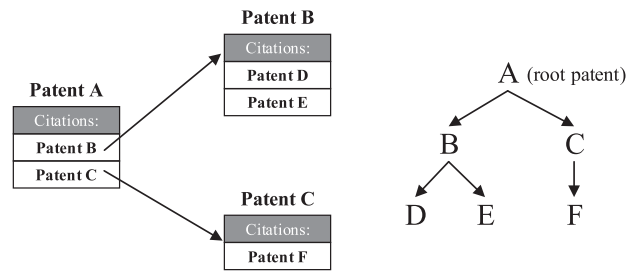 Patent A
Citations:
Patent B
Patent C
Patent B
Citations:
Patent D
Patent E
Patent C
Citations:
Patent F
A (root patent)
B C
D E F